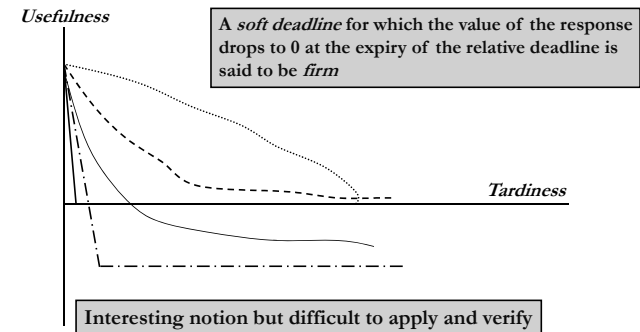 Usefulness
A soft deadline for which the value of the response
drops to 0 at the expiry of the relative deadline is
said to be firm
Tardiness
Interesting notion but difficult to apply and verify